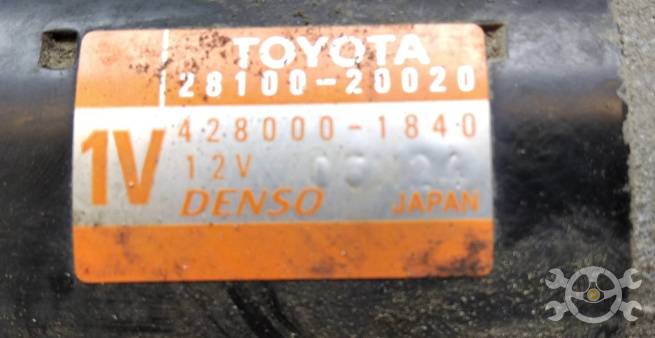 TOYOTA
28100-20020
428000-1840
1V
12V
DENSO JAPAN